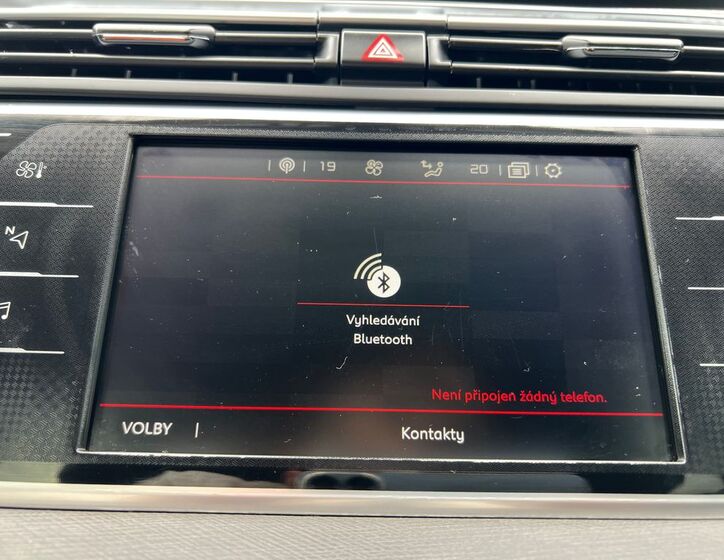 19 20
N
Vyhledávání
Bluetooth
Není připojen žádný telefon.
VOLBY Kontakty